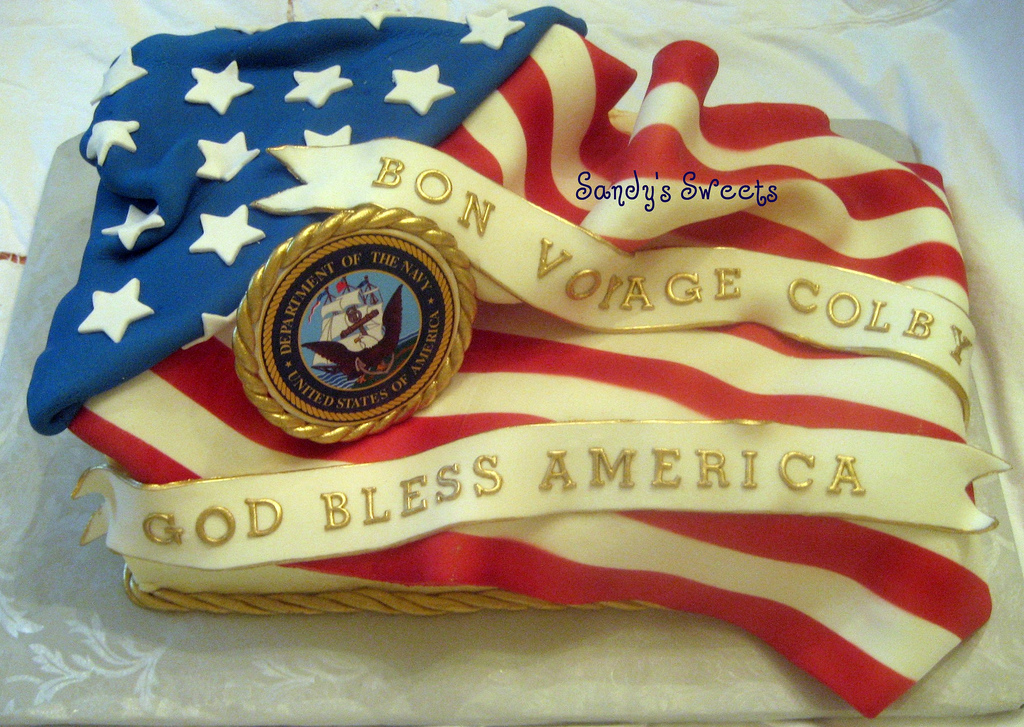 BON VOYAGE COLBY
Sandy's Sweets
DEPARTMENT OF THE NAVY
UNITED STATES OF AMERICA
GOD BLESS AMERICA